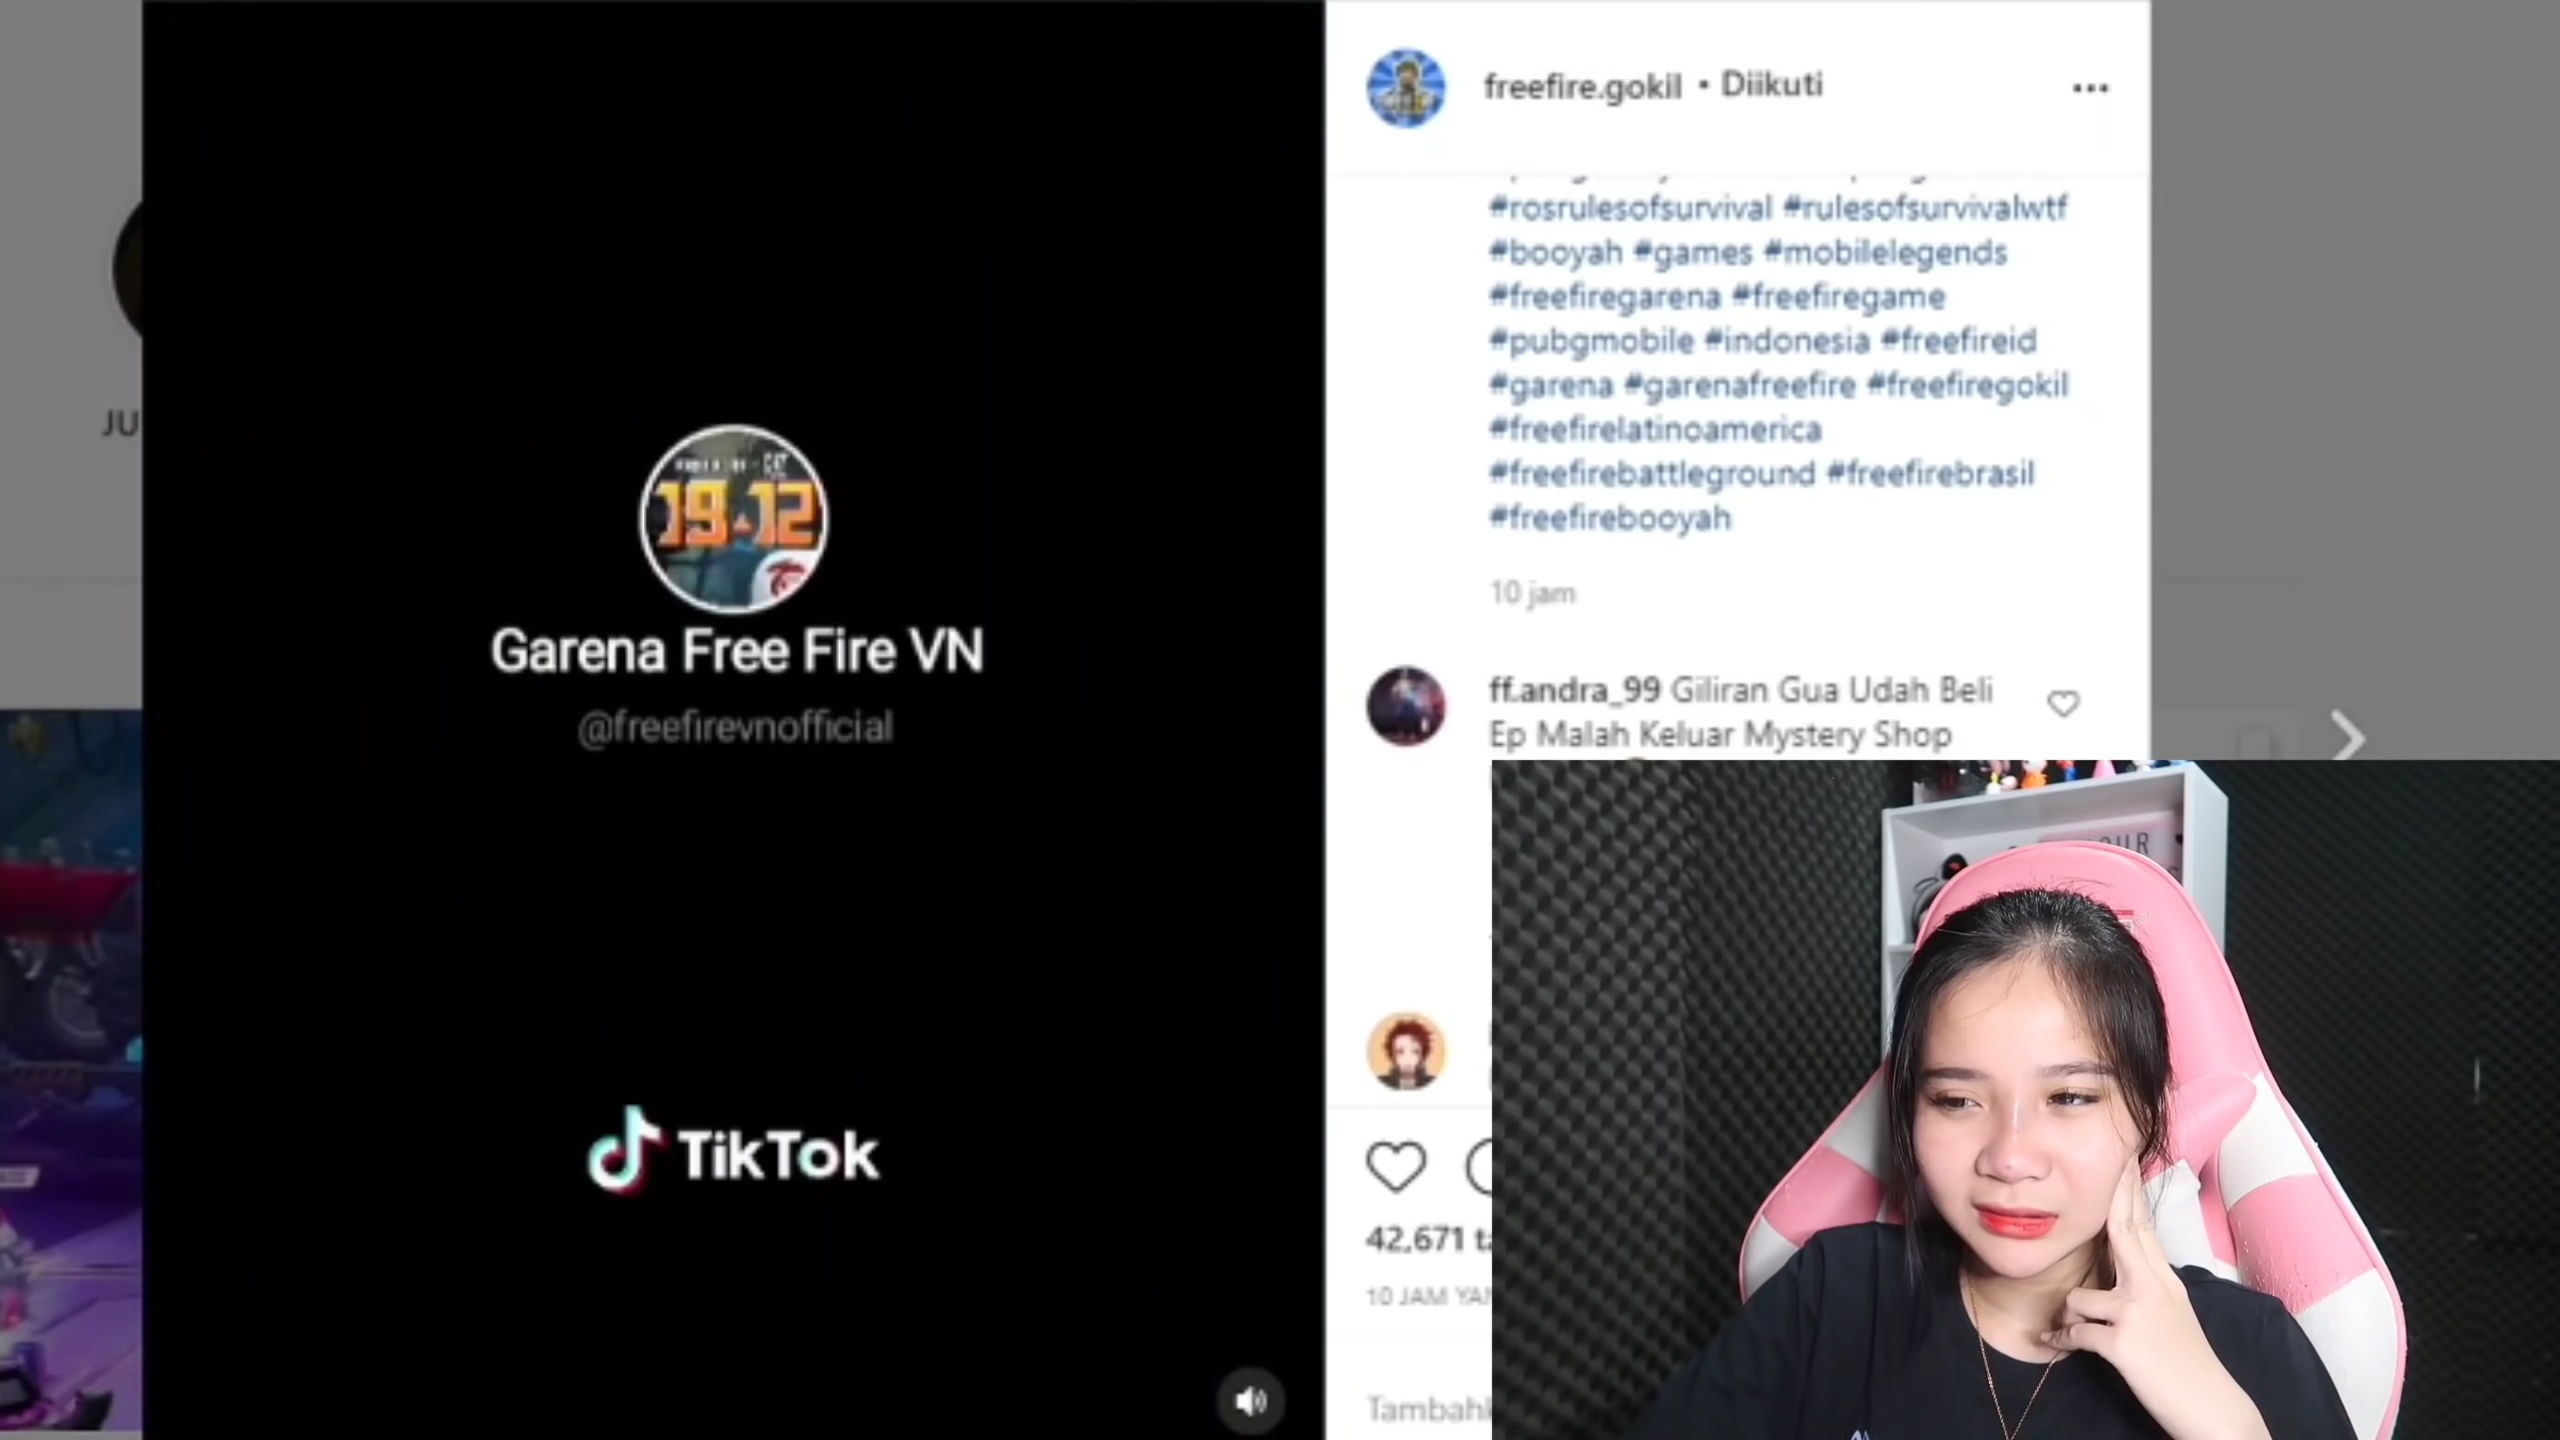 freefire.gokil • Diikuti
#rosrulesofsurvival #rulesofsurvivalwtf
#booyah #games #mobilelegends
#freefiregarena #freefiregame
#pubgmobile #indonesia #freefireid
#garena #garenafreefire #freefiregokil
#freefirelatinoamerica
#freefirebattleground #freefirebrasil
#freefirebooyah
10 jam
ff.andra_99 Giliran Gua Udah Beli
Ep Malah Keluar Mystery Shop
42,671
10 JAM
JU
19.12
Garena Free Fire VN
@freefirevnofficial
TikTok